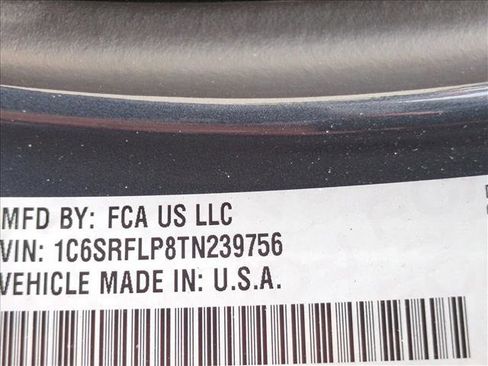 MFD BY: FCA US LLC
VIN: 1C6SRFLP8TN239756
VEHICLE MADE IN: U.S.A.